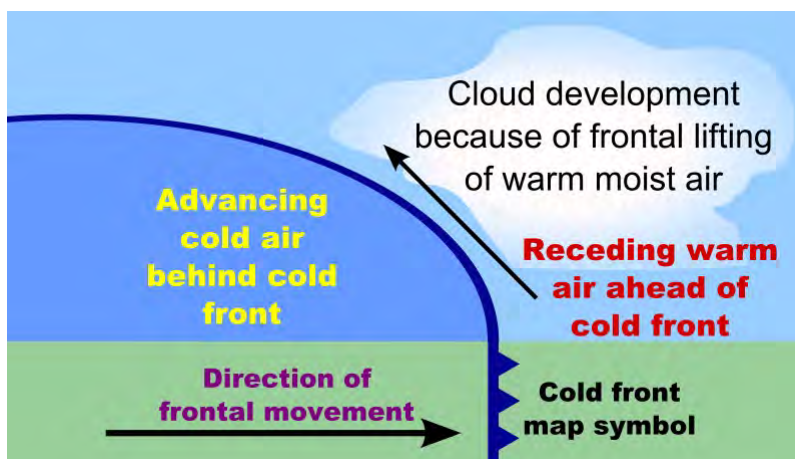 Cloud development
because of frontal lifting
of warm moist air
Advancing
cold air
behind cold
front
Receding warm
air ahead of
cold front
Direction of
frontal movement
Cold front
map symbol